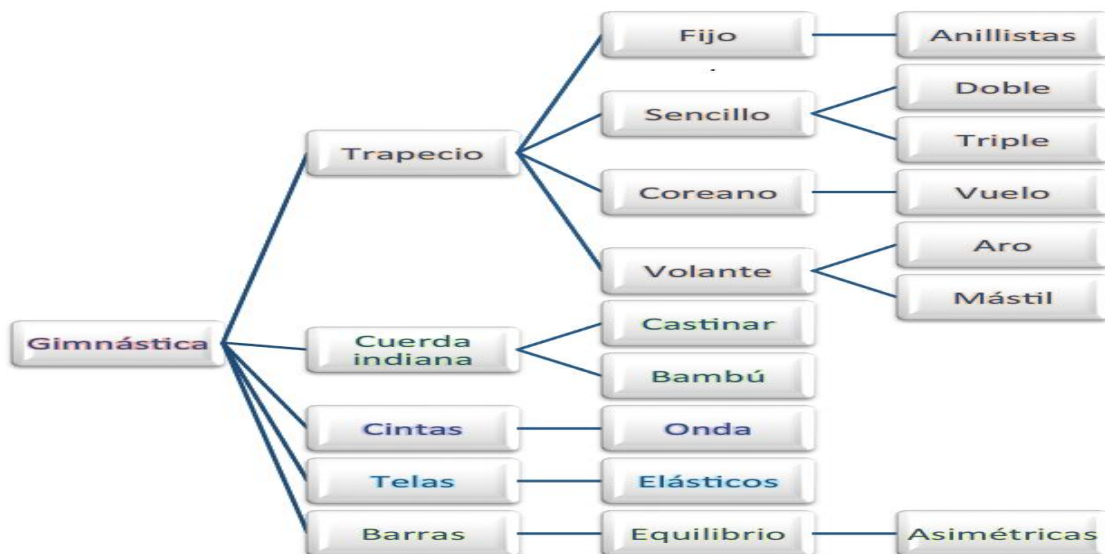 Fijo
Anillistas
Sencillo
Doble
Triple
Trapecio
Coreano
Vuelo
Volante
Aro
Mástil
Gimnástica
Cuerda
indiana
Castinar
Bambú
Cintas
Onda
Telas
Elásticos
Barras
Equilibrio
Asimétricas